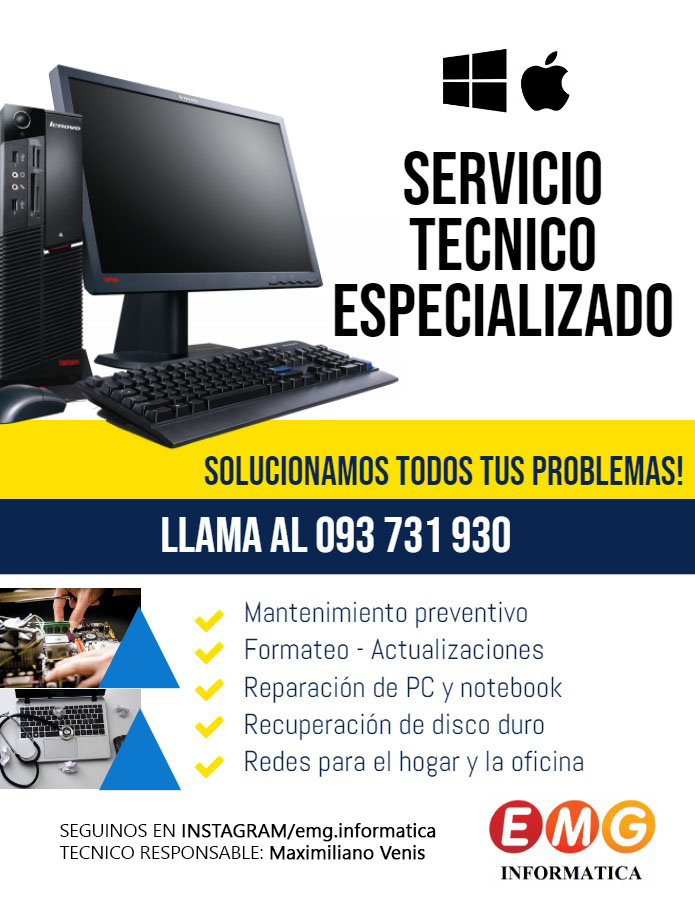 SERVICIO
TECNICO
ESPECIALIZADO
lenovo
SOLUCIONAMOS TODOS TUS PROBLEMAS!
LLAMA AL 093 731 930
Mantenimiento preventivo
Formateo - Actualizaciones
Reparación de PC y notebook
Recuperación de disco duro
Redes para el hogar y la oficina
SEGUINOS EN INSTAGRAM/emg.informatica
TECNICO RESPONSABLE: Maximiliano Venis
EMG
INFORMATICA